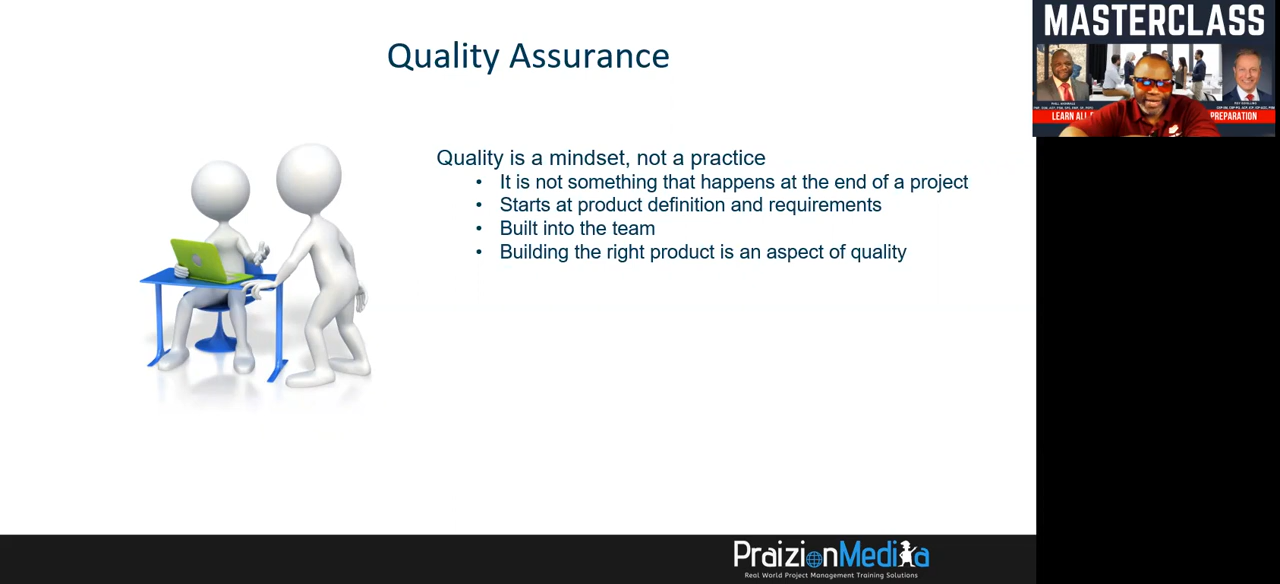 Quality Assurance
MASTERCLASS
LEARN ALL
PREPARATION
Quality is a mindset, not a practice
• It is not something that happens at the end of a project
• Starts at product definition and requirements
• Built into the team
• Building the right product is an aspect of quality
PraizionMedia
Real World Project Management Training Solutions